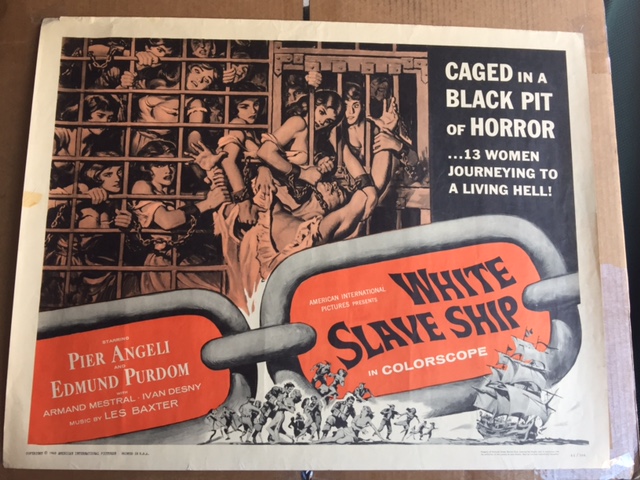 CAGED IN A
BLACK PIT
OF HORROR
...13 WOMEN
JOURNEYING TO
A LIVING HELL!
AMERICAN INTERNATIONAL
PICTURES PRESENTS
WHITE
SLAVE SHIP
IN COLORSCOPE
STARRING
PIER ANGELI
AND
EDMUND PURDOM
WITH
ARMAND MESTRAL · IVAN DESNY
MUSIC BY LES BAXTER